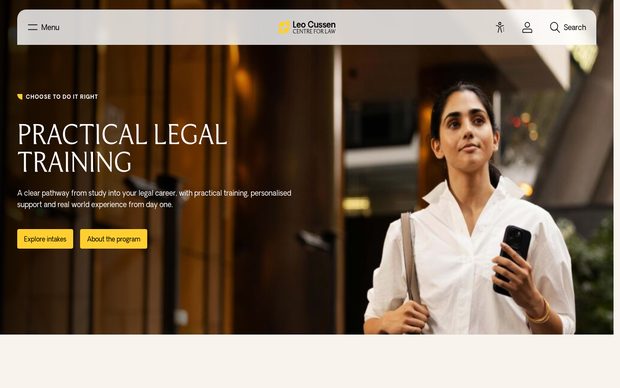 Menu
Leo Cussen
CENTRE FOR LAW
Search
CHOOSE TO DO IT RIGHT
PRACTICAL LEGAL
TRAINING
A clear pathway from study into your legal career, with practical training, personalised
support and real world experience from day one.
Explore intakes
About the program